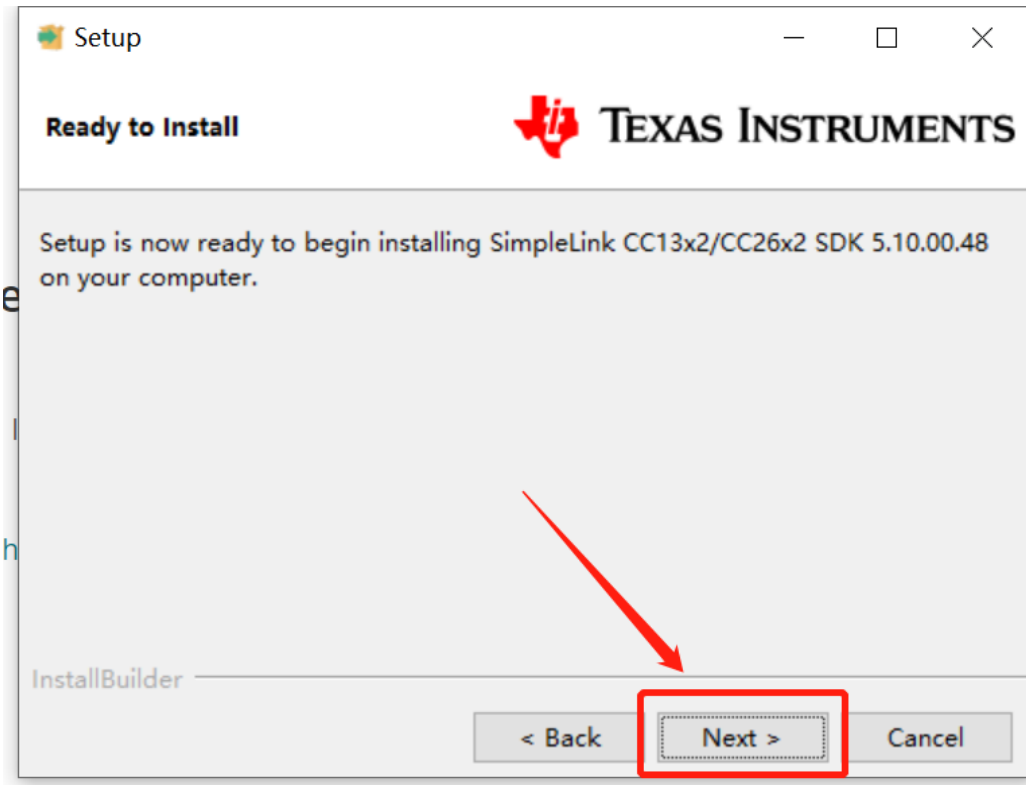 Setup
Ready to Install
TEXAS INSTRUMENTS
Setup is now ready to begin installing SimpleLink CC13x2/CC26x2 SDK 5.10.00.48
on your computer.
e
h
InstallBuilder
< Back Next > Cancel